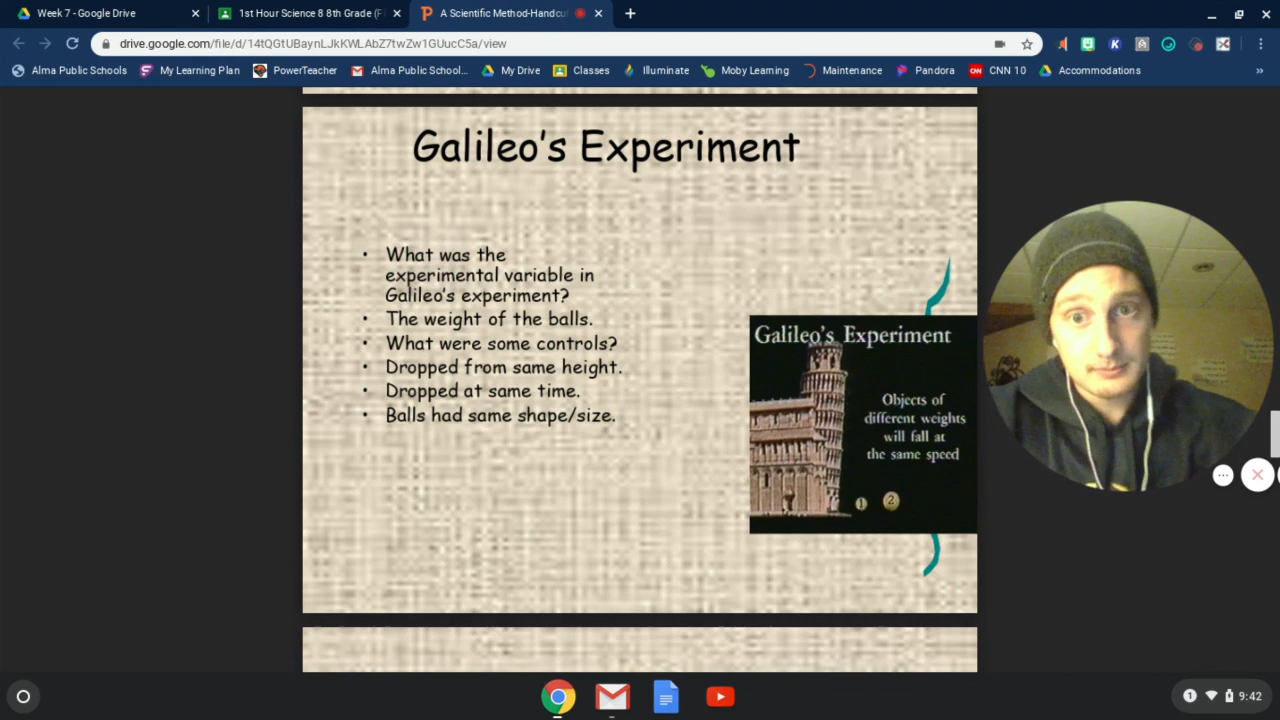 Week 7 - Google Drive
1st Hour Science 8 8th Grade (F
A Scientific Method-Handou
drive.google.com/file/d/14tQGtUBaynLJkKWLAbZ7twZw1GUucC5a/view
Alma Public Schools
My Learning Plan
PowerTeacher
Alma Public School...
My Drive
Classes
Illuminate
Moby Learning
Maintenance
Pandora
CNN 10
Accommodations
»
Galileo's Experiment
• What was the
experimental variable in
Galileo's experiment?
• The weight of the balls.
• What were some controls?
• Dropped from same height.
• Dropped at same time.
• Balls had same shape/size.
Galileo's Experiment
Objects of
different weights
will fall at
the same speed
1 2
1 9:42